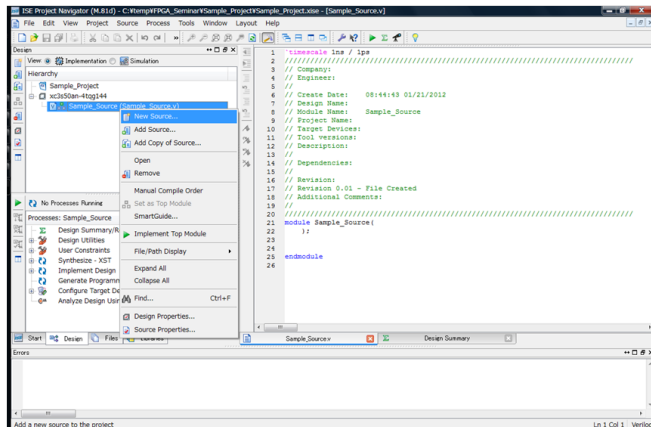 ISE Project Navigator (M.81d) - C:¥temp¥FPGA_Seminar¥Sample_Project¥Sample_Project.xise - [Sample_Source.v]
File Edit View Project Source Process Tools Window Layout Help
Design
View Implementation Simulation
Hierarchy
Sample_Project
xc3s50an-4tqg144
Sample_Source (Sample_Source.v)
New Source...
Add Source...
Add Copy of Source...
Open
Remove
Manual Compile Order
Set as Top Module
SmartGuide...
Implement Top Module
File/Path Display
Expand All
Collapse All
Find... Ctrl+F
Design Properties...
Source Properties...
No Processes Running
Processes: Sample_Source
Design Summary/R
Design Utilities
User Constraints
Synthesize - XST
Implement Design
Generate Programm
Configure Target De
Analyze Design Usin
Start Design Files Libraries
1 `timescale 1ns / 1ps
2 //////////////////////////////////////////////////////////////////////////////////
3 // Company:
4 // Engineer:
5 //
6 // Create Date: 08:44:43 01/21/2012
7 // Design Name:
8 // Module Name: Sample_Source
9 // Project Name:
10 // Target Devices:
11 // Tool versions:
12 // Description:
13 //
14 // Dependencies:
15 //
16 // Revision:
17 // Revision 0.01 - File Created
18 // Additional Comments:
19 //
20 //////////////////////////////////////////////////////////////////////////////////
21 module Sample_Source(
22 );
23
24
25 endmodule
26
Sample_Source.v Design Summary
Errors
Add a new source to the project Ln 1 Col 1 Verilog